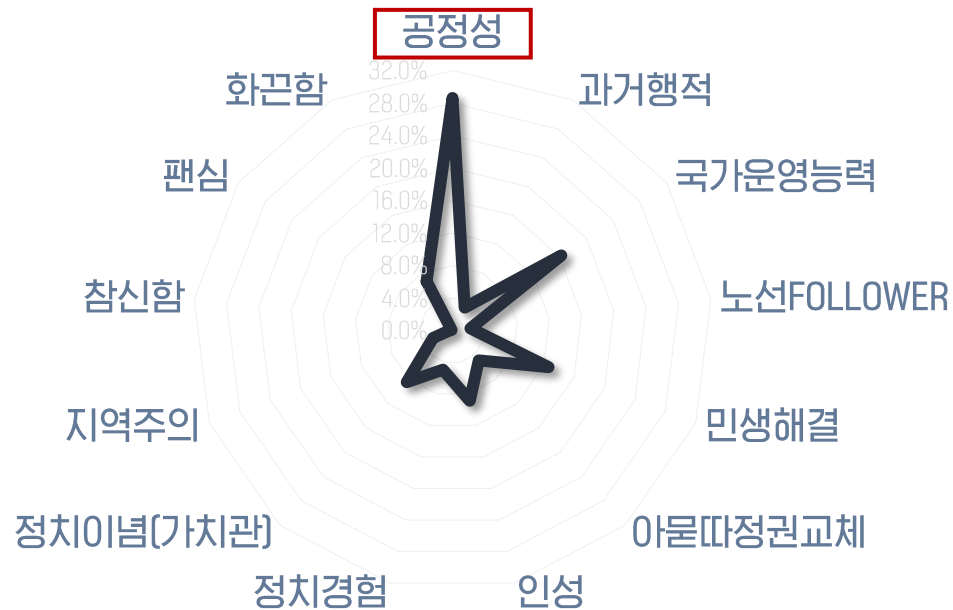 공정성
과거행적
국가운영능력
노선FOLLOWER
민생해결
아묻따정권교체
인성
정치경험
정치이념(가치관)
지역주의
참신함
팬심
화끈함
32.0%
28.0%
24.0%
20.0%
16.0%
12.0%
8.0%
4.0%
0.0%